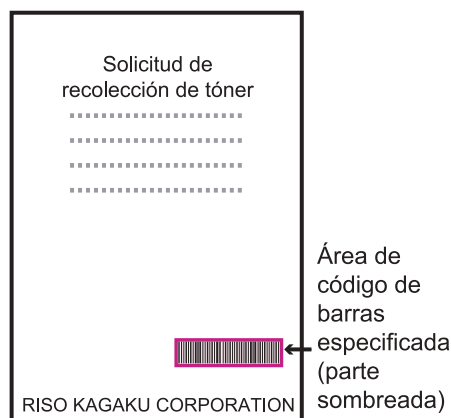 Solicitud de
recolección de tóner
Área de
código de
barras
especificada
(parte
sombreada)
RISO KAGAKU CORPORATION